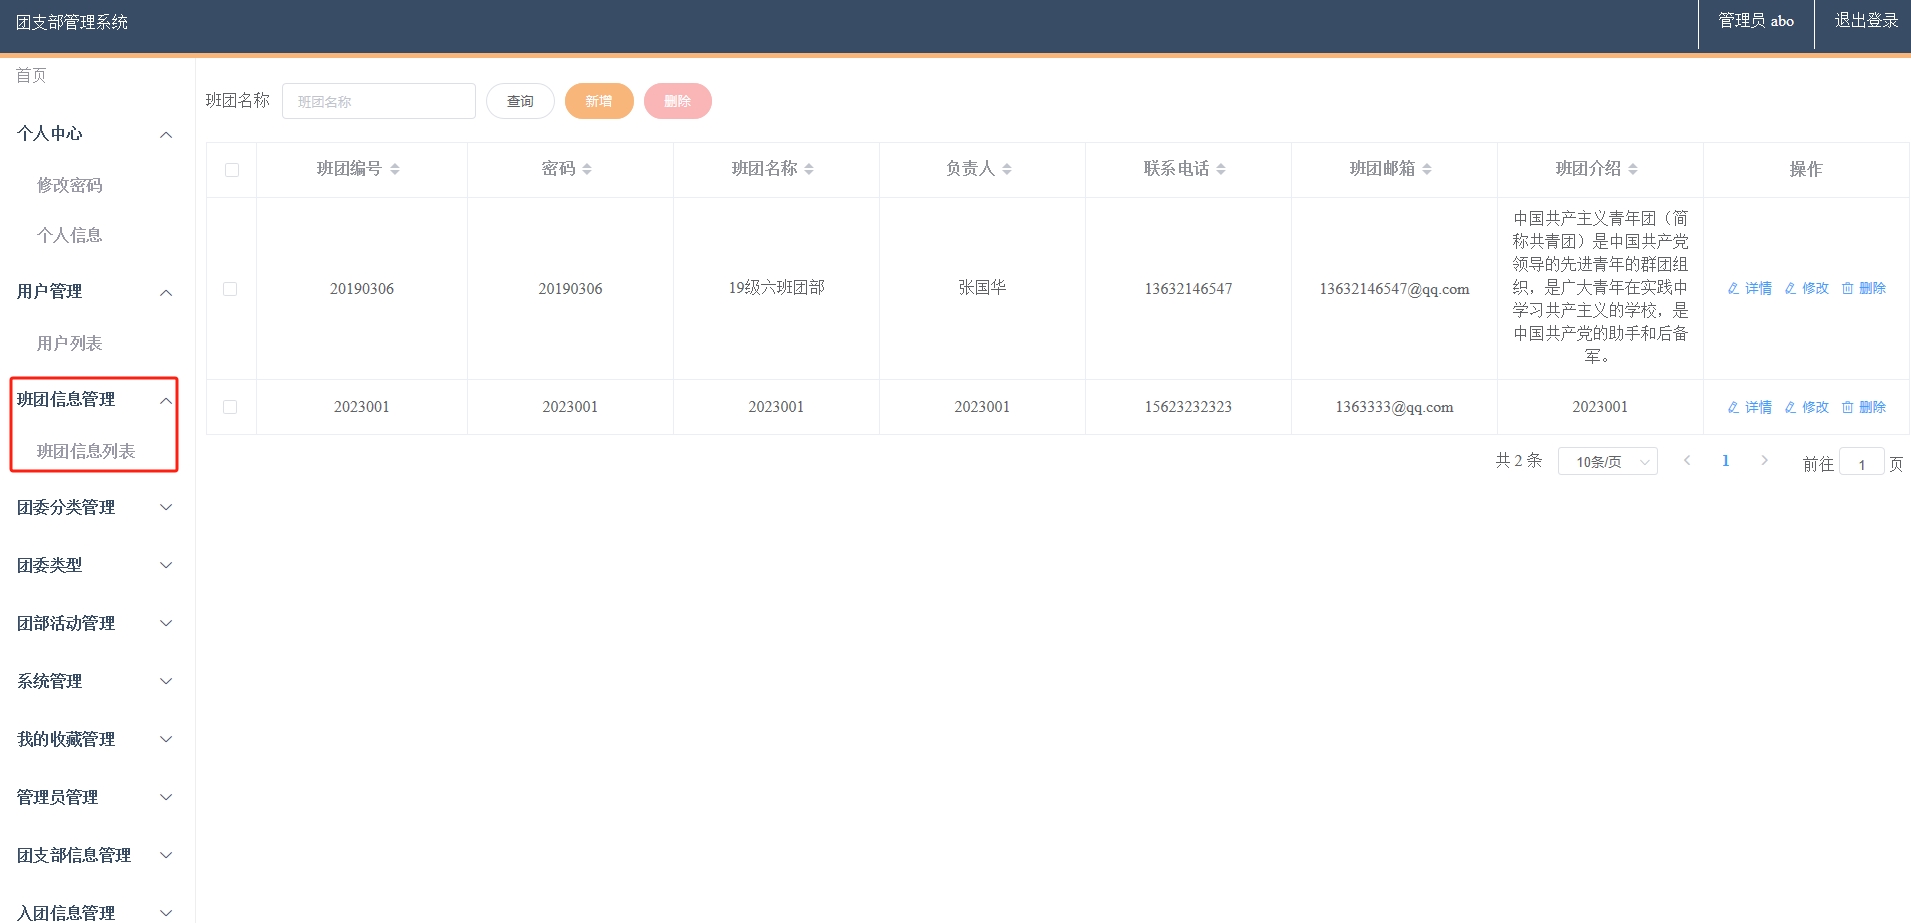 团支部管理系统
管理员 abo
退出登录
首页
个人中心
修改密码
个人信息
用户管理
用户列表
班团信息管理
班团信息列表
团委分类管理
团委类型
团部活动管理
系统管理
我的收藏管理
管理员管理
团支部信息管理
入团信息管理
班团名称 班团名称 查询 新增 删除
班团编号 密码 班团名称 负责人 联系电话 班团邮箱 班团介绍 操作
20190306 20190306 19级六班团部 张国华 13632146547 13632146547@qq.com
中国共产主义青年团（简
称共青团）是中国共产党
领导的先进青年的群团组
织，是广大青年在实践中
学习共产主义的学校，是
中国共产党的助手和后备
军。
详情 修改 删除
2023001 2023001 2023001 2023001 15623232323 1363333@qq.com 2023001 详情 修改 删除
共 2 条 10条/页 1 前往 1 页